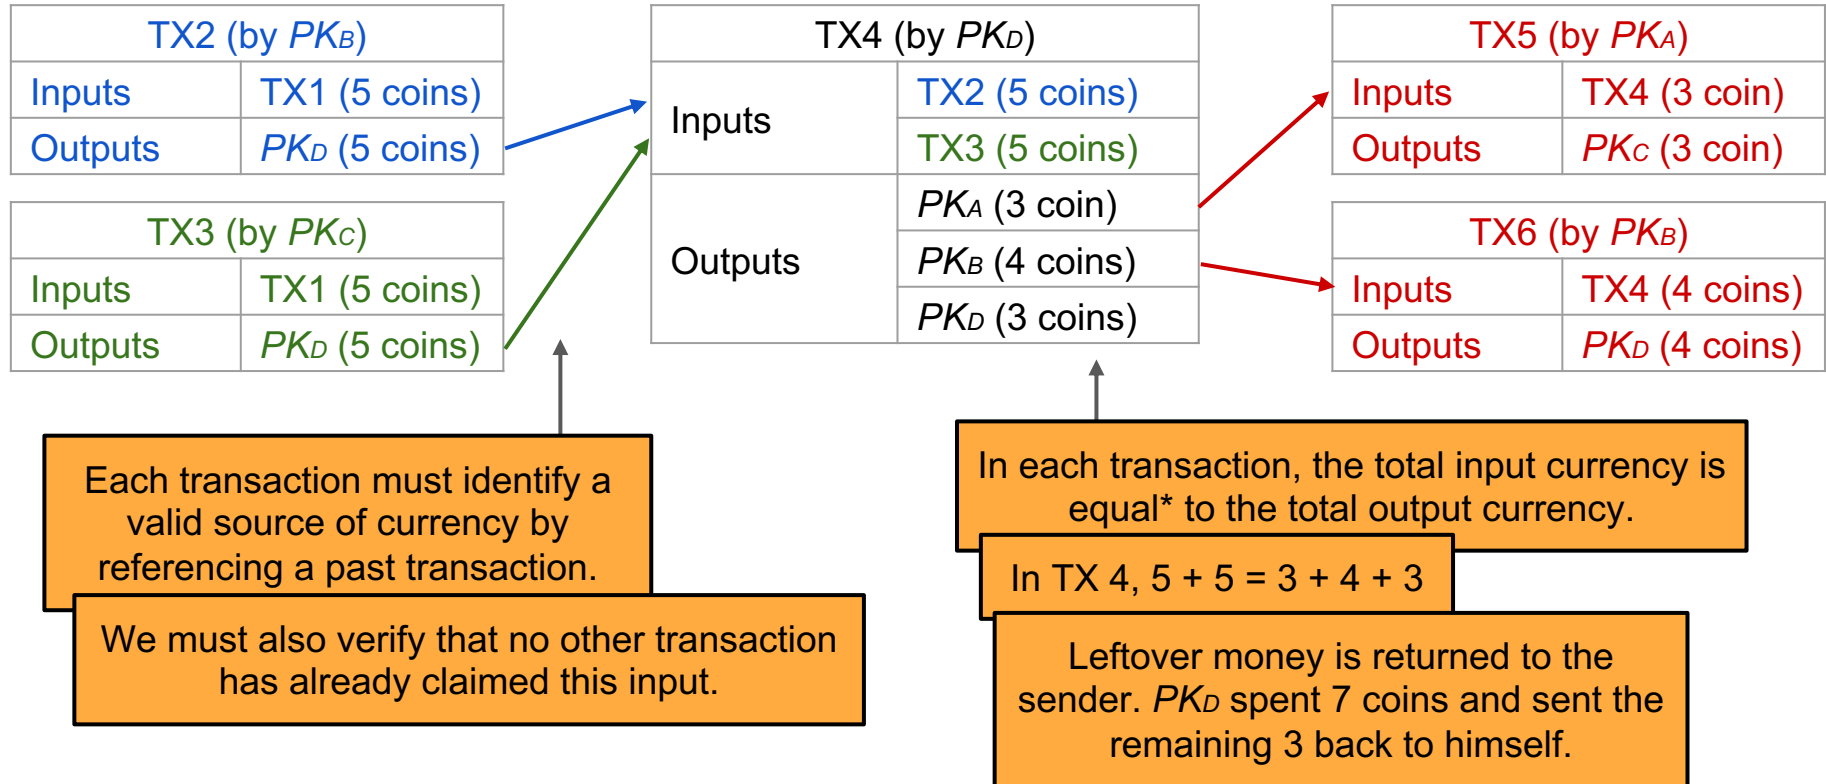 TX2 (by PKB)
Inputs TX1 (5 coins)
Outputs PKD (5 coins)
TX3 (by PKC)
Inputs TX1 (5 coins)
Outputs PKD (5 coins)
TX4 (by PKD)
Inputs
TX2 (5 coins)
TX3 (5 coins)
Outputs
PKA (3 coin)
PKB (4 coins)
PKD (3 coins)
TX5 (by PKA)
Inputs TX4 (3 coin)
Outputs PKC (3 coin)
TX6 (by PKB)
Inputs TX4 (4 coins)
Outputs PKD (4 coins)
Each transaction must identify a
valid source of currency by
referencing a past transaction.
We must also verify that no other transaction
has already claimed this input.
In each transaction, the total input currency is
equal* to the total output currency.
In TX 4, 5 + 5 = 3 + 4 + 3
Leftover money is returned to the
sender. PKD spent 7 coins and sent the
remaining 3 back to himself.